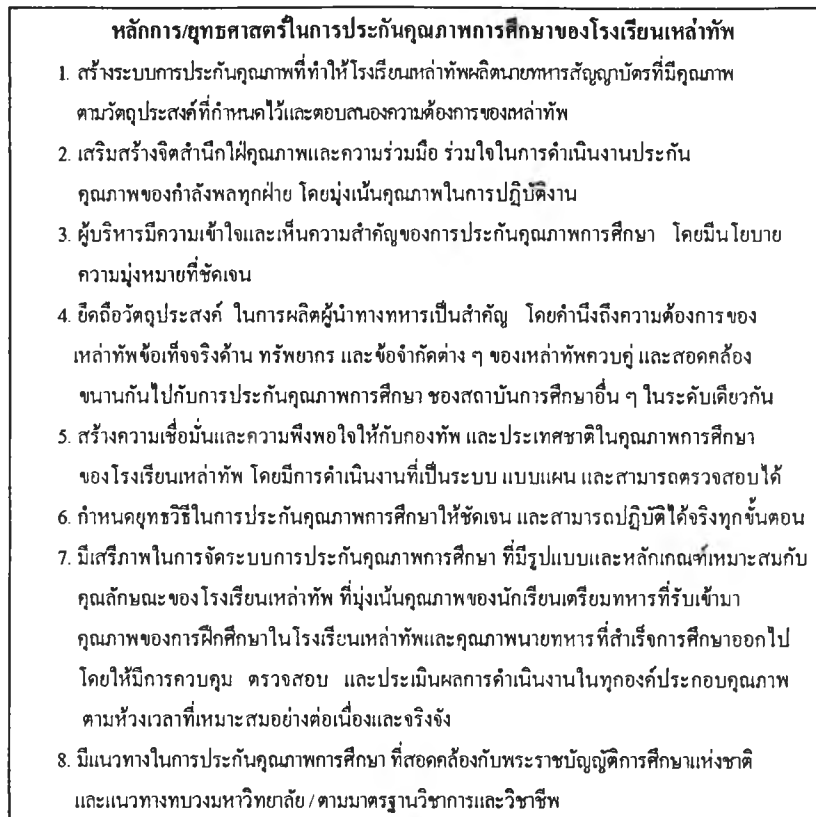 หลักการ/ยุทธศาสตร์ในการประกันคุณภาพการศึกษาของโรงเรียนเหล่าทัพ
1. สร้างระบบการประกันคุณภาพที่ทำให้โรงเรียนเหล่าทัพผลิตนายทหารสัญญาบัตรที่มีคุณภาพ
ตามวัตถุประสงค์ที่กำหนดไว้และตอบสนองความต้องการของเหล่าทัพ
2. เสริมสร้างจิตสำนึกใฝ่คุณภาพและความร่วมมือ ร่วมใจในการดำเนินงานประกัน
คุณภาพของกำลังพลทุกฝ่าย โดยมุ่งเน้นคุณภาพในการปฏิบัติงาน
3. ผู้บริหารมีความเข้าใจและเห็นความสำคัญของการประกันคุณภาพการศึกษา โดยมีนโยบาย
ความมุ่งหมายที่ชัดเจน
4. ยึดถือวัตถุประสงค์ ในการผลิตผู้นำทางทหารเป็นสำคัญ โดยคำนึงถึงความต้องการของ
เหล่าทัพข้อเท็จจริงด้าน ทรัพยากร และข้อจำกัดต่าง ๆ ของเหล่าทัพควบคู่ และสอดคล้อง
ขนานกันไปกับการประกันคุณภาพการศึกษา ชองสถาบันการศึกษาอื่น ๆ ในระดับเดียวกัน
5. สร้างความเชื่อมั่นและความพึงพอใจให้กับกองทัพ และประเทศชาติในคุณภาพการศึกษา
ของโรงเรียนเหล่าทัพ โดยมีการดำเนินงานที่เป็นระบบ แบบแผน และสามารถตรวจสอบได้
6. กำหนดยุทธวิธีในการประกันคุณภาพการศึกษาให้ชัดเจน และสามารถปฏิบัติได้จริงทุกขั้นตอน
7. มีเสรีภาพในการจัดระบบการประกันคุณภาพการศึกษา ที่มีรูปแบบและหลักเกณฑ์เหมาะสมกับ
คุณลักษณะของโรงเรียนเหล่าทัพ ที่มุ่งเน้นคุณภาพของนักเรียนเตรียมทหารที่รับเข้ามา
คุณภาพของการฝึกศึกษาในโรงเรียนเหล่าทัพและคุณภาพนายทหารที่สำเร็จการศึกษาออกไป
โดยให้มีการควบคุม ตรวจสอบ และประเมินผลการดำเนินงานในทุกองค์ประกอบคุณภาพ
ตามห้วงเวลาที่เหมาะสมอย่างต่อเนื่องและจริงจัง
8. มีแนวทางในการประกันคุณภาพการศึกษา ที่สอดคล้องกับพระราชบัญญัติการศึกษาแห่งชาติ
และแนวทางทบวงมหาวิทยาลัย / ตามมาตรฐานวิชาการและวิชาชีพ